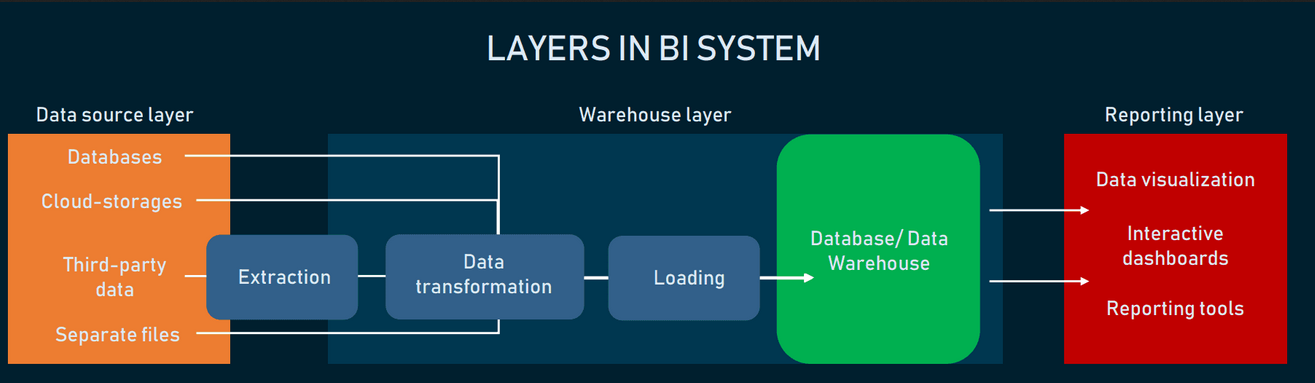 LAYERS IN BI SYSTEM
Data source layer
Warehouse layer
Reporting layer
Databases
Cloud-storages
Third-party
data
Separate files
Extraction
Data
transformation
Loading
Database/ Data
Warehouse
Data visualization
Interactive
dashboards
Reporting tools